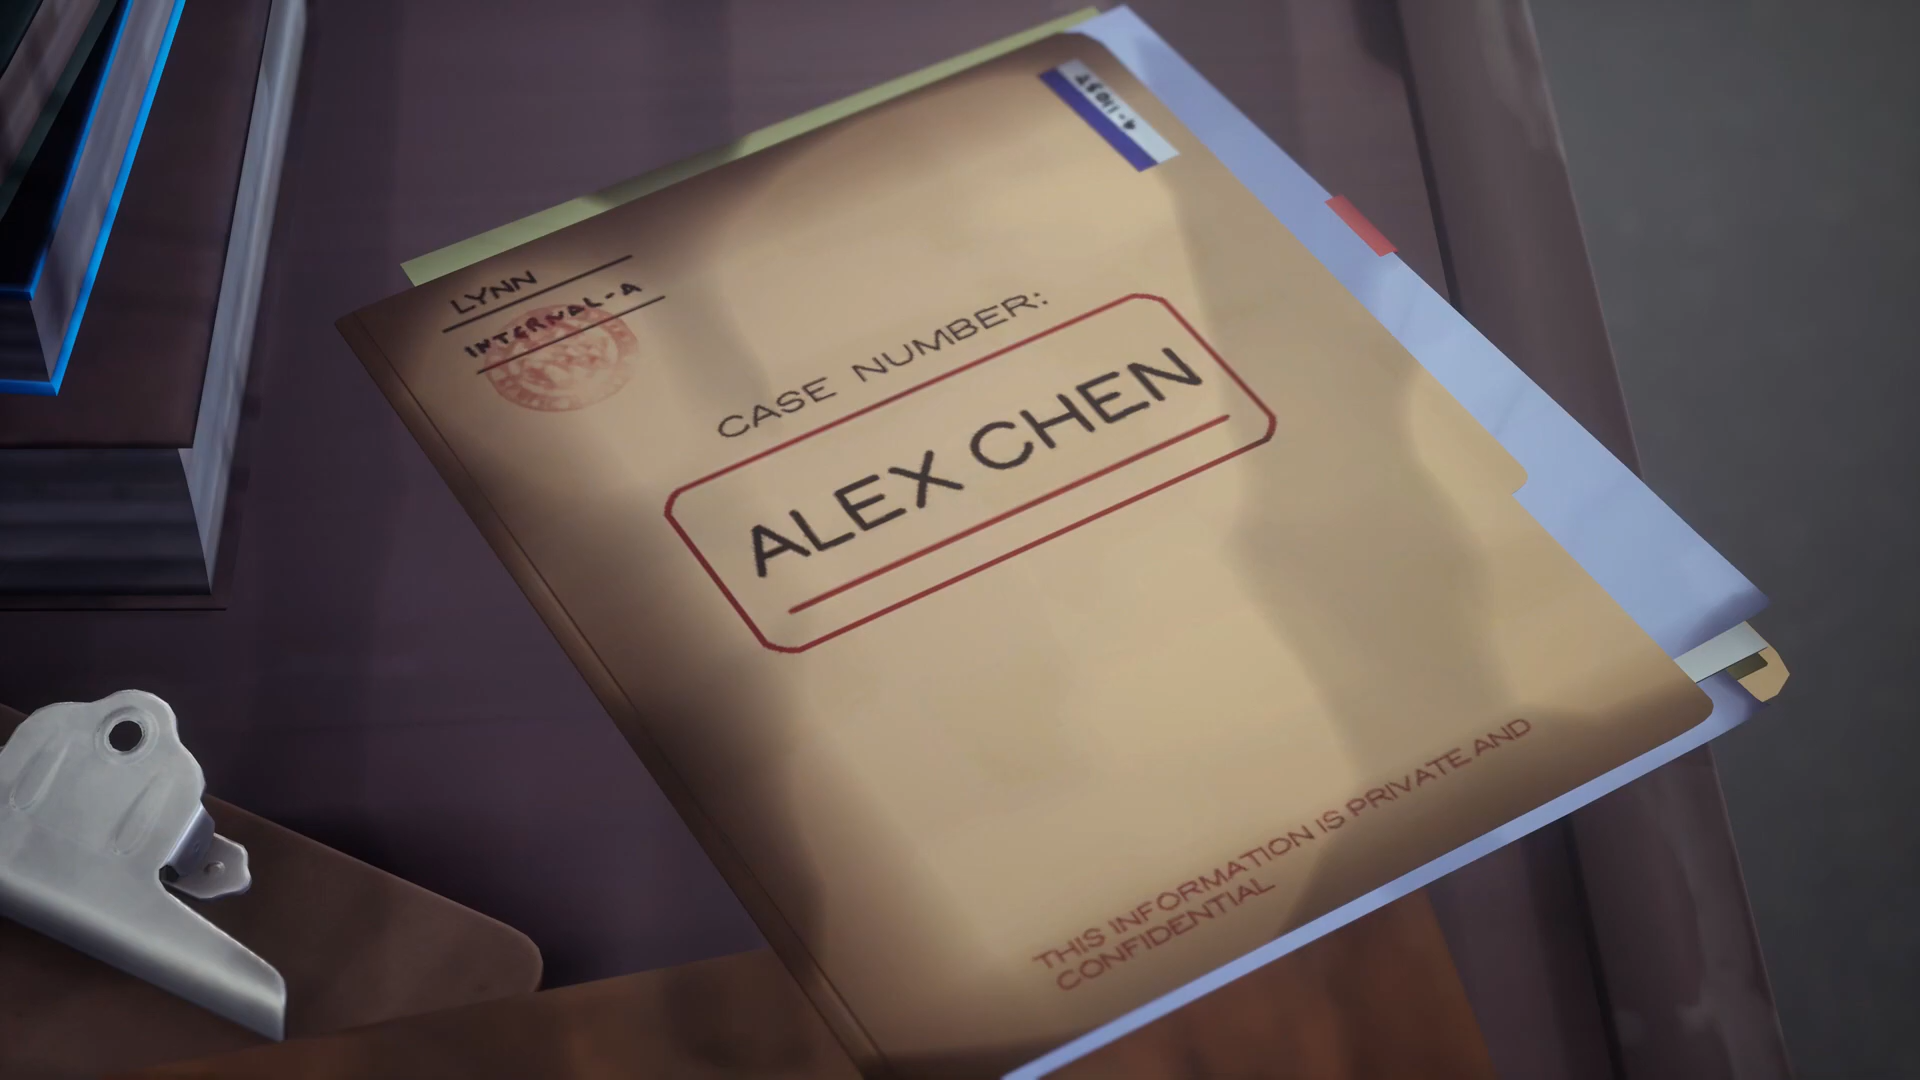 LYNN
INTERNAL-A
CASE NUMBER:
ALEX CHEN
THIS INFORMATION IS PRIVATE AND
CONFIDENTIAL